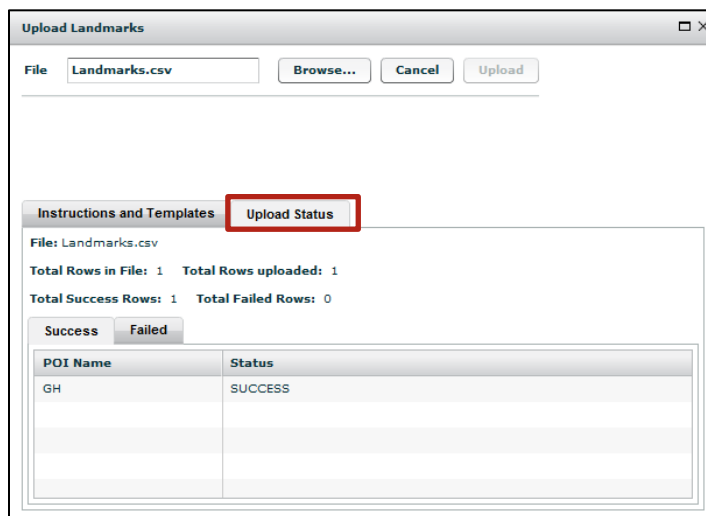 Upload Landmarks
File Landmarks.csv Browse... Cancel Upload
Instructions and Templates Upload Status
File: Landmarks.csv
Total Rows in File: 1 Total Rows uploaded: 1
Total Success Rows: 1 Total Failed Rows: 0
Success Failed
POI Name Status
GH SUCCESS